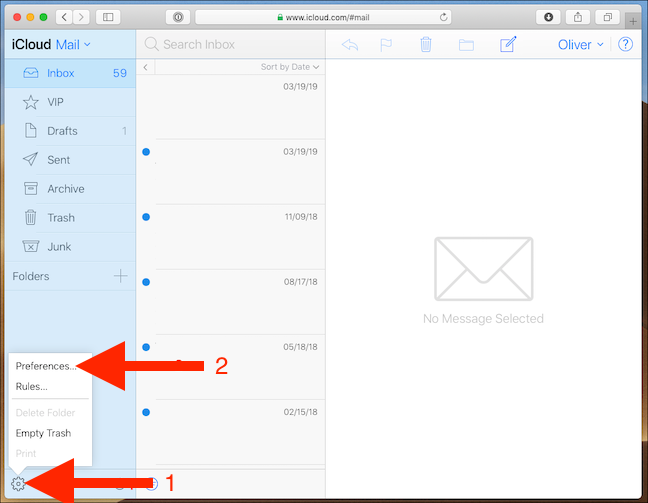 www.icloud.com/#mail
iCloud Mail
Search Inbox
Oliver
?
Inbox 59
Sort by Date
VIP
03/19/19
Drafts 1
Sent
03/19/19
Archive
Trash
11/09/18
Junk
Folders
08/17/18
No Message Selected
05/18/18
Preferences...
2
Rules...
Delete Folder
02/15/18
Empty Trash
Print
1